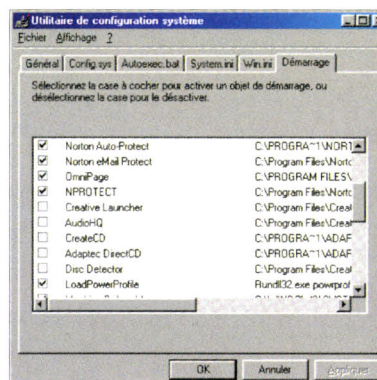 Utilitaire de configuration système
Fichier Affichage ?
Général Config.sys Autoexec.bat System.ini Win.ini Démarrage
Sélectionnez la case à cocher pour activer un objet de démarrage, ou
désélectionnez la case pour le désactiver.
Norton Auto-Protect C:\PROGRA~1\NOR1
Norton eMail Protect C:\Program Files\Norto
OmniPage C:\PROGRAM FILES\
NPROTECT C:\Program Files\Norto
Creative Launcher C:\Program Files\Creat
AudioHQ C:\Program Files\Creat
CreateCD C:\PROGRA~1\ADAF
Adaptec DirectCD C:\PROGRA~1\ADAF
Disc Detector C:\Program Files\Creat
LoadPowerProfile Rundll32.exe powrprof
OK Annuler Appliquer